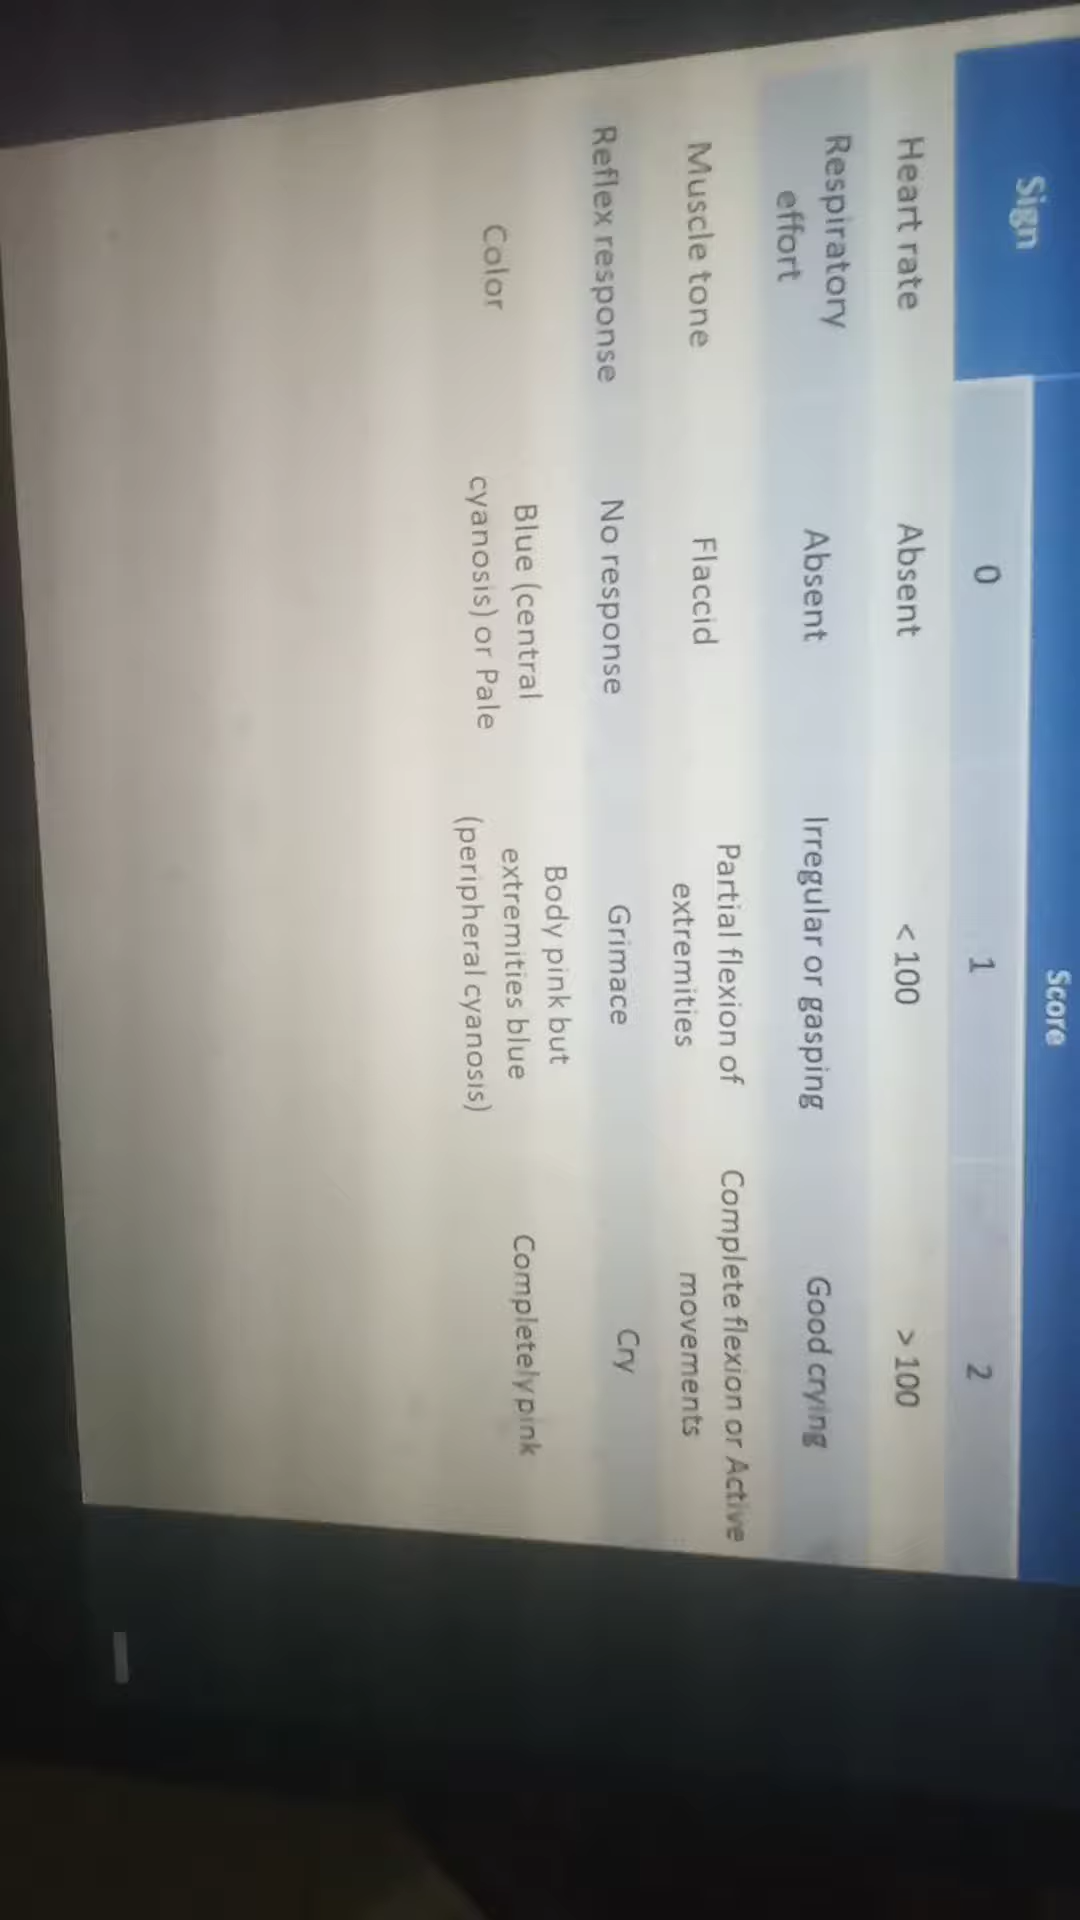 Sign
Score
0 1 2
Heart rate Absent < 100 > 100
Respiratory
effort
Absent Irregular or gasping Good crying
Muscle tone Flaccid
Partial flexion of
extremities
Complete flexion or Active
movements
Reflex response No response Grimace Cry
Color
Blue (central
cyanosis) or Pale
Body pink but
extremities blue
(peripheral cyanosis)
Completely pink